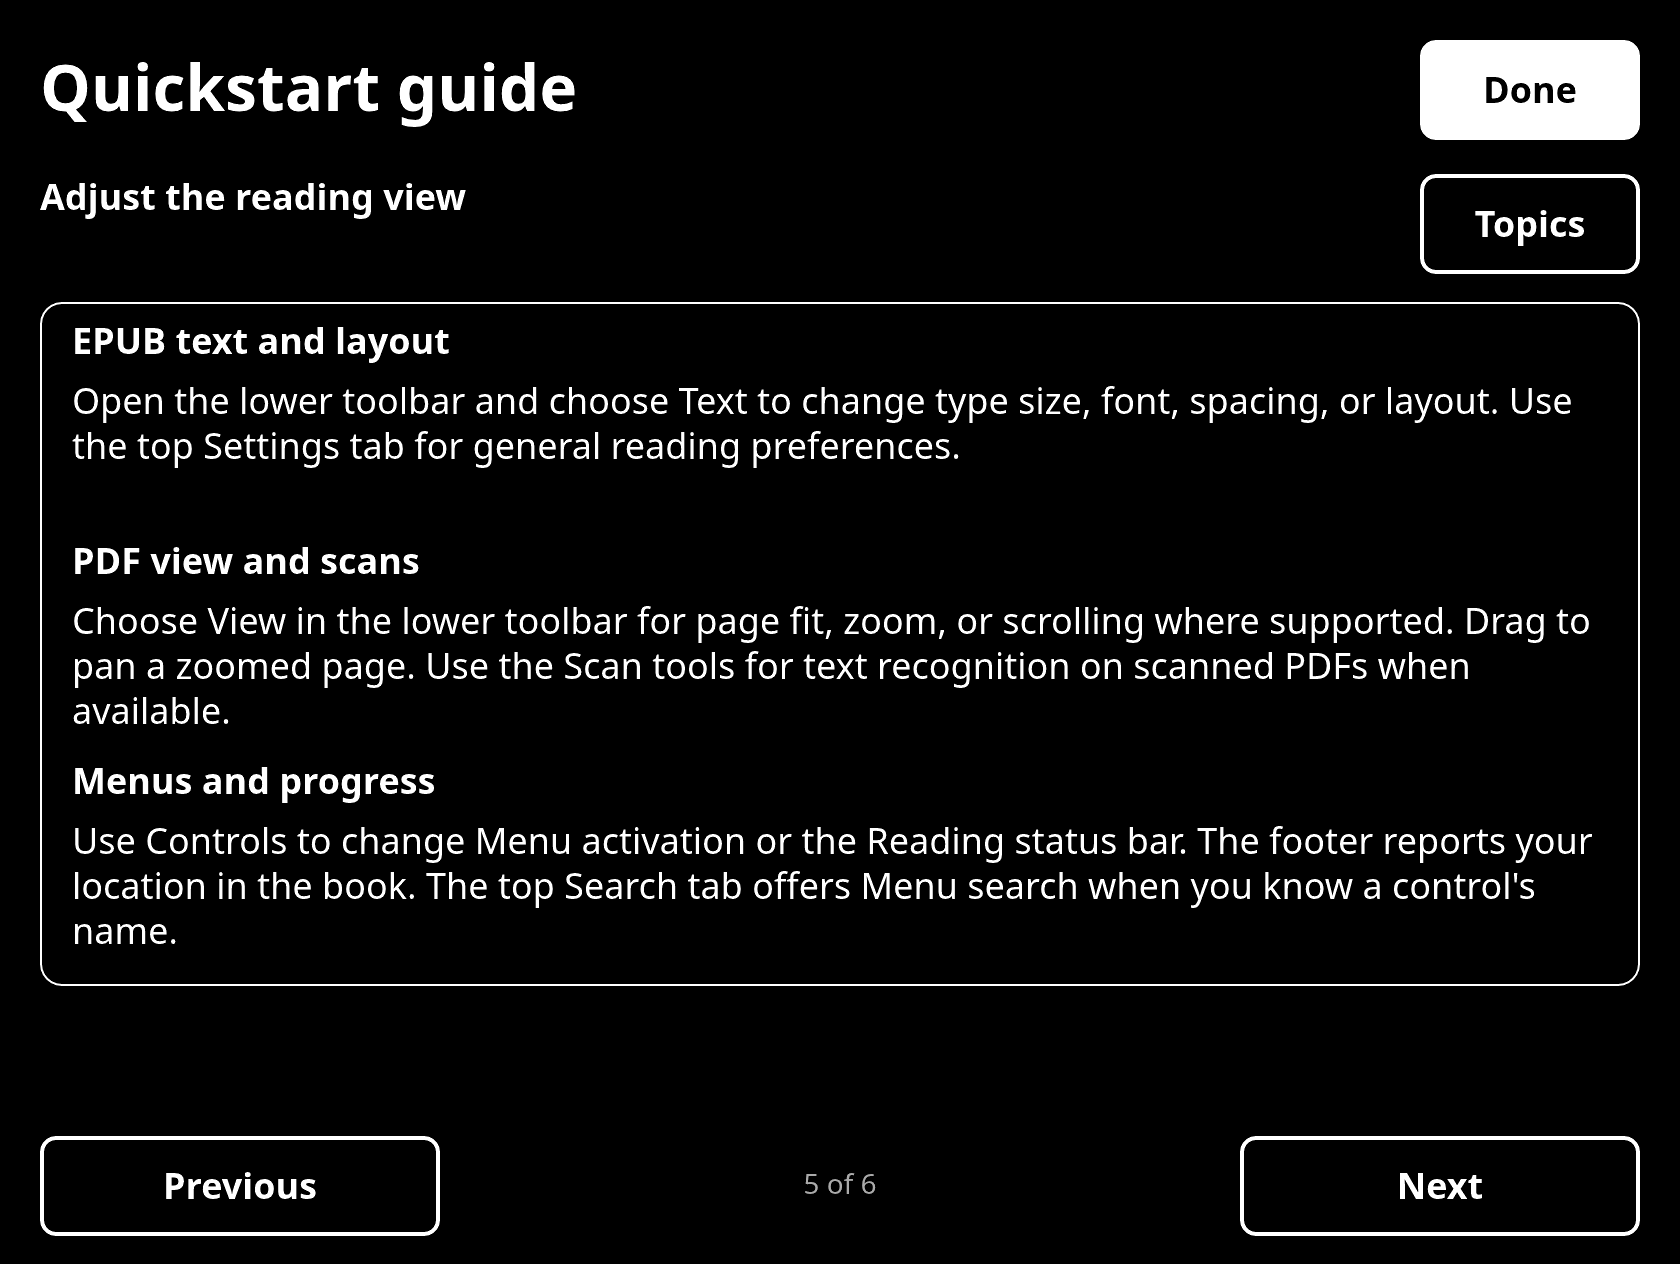 Quickstart guide
Done
Adjust the reading view
Topics
EPUB text and layout
Open the lower toolbar and choose Text to change type size, font, spacing, or layout. Use
the top Settings tab for general reading preferences.
PDF view and scans
Choose View in the lower toolbar for page fit, zoom, or scrolling where supported. Drag to
pan a zoomed page. Use the Scan tools for text recognition on scanned PDFs when
available.
Menus and progress
Use Controls to change Menu activation or the Reading status bar. The footer reports your
location in the book. The top Search tab offers Menu search when you know a control's
name.
Previous
5 of 6
Next